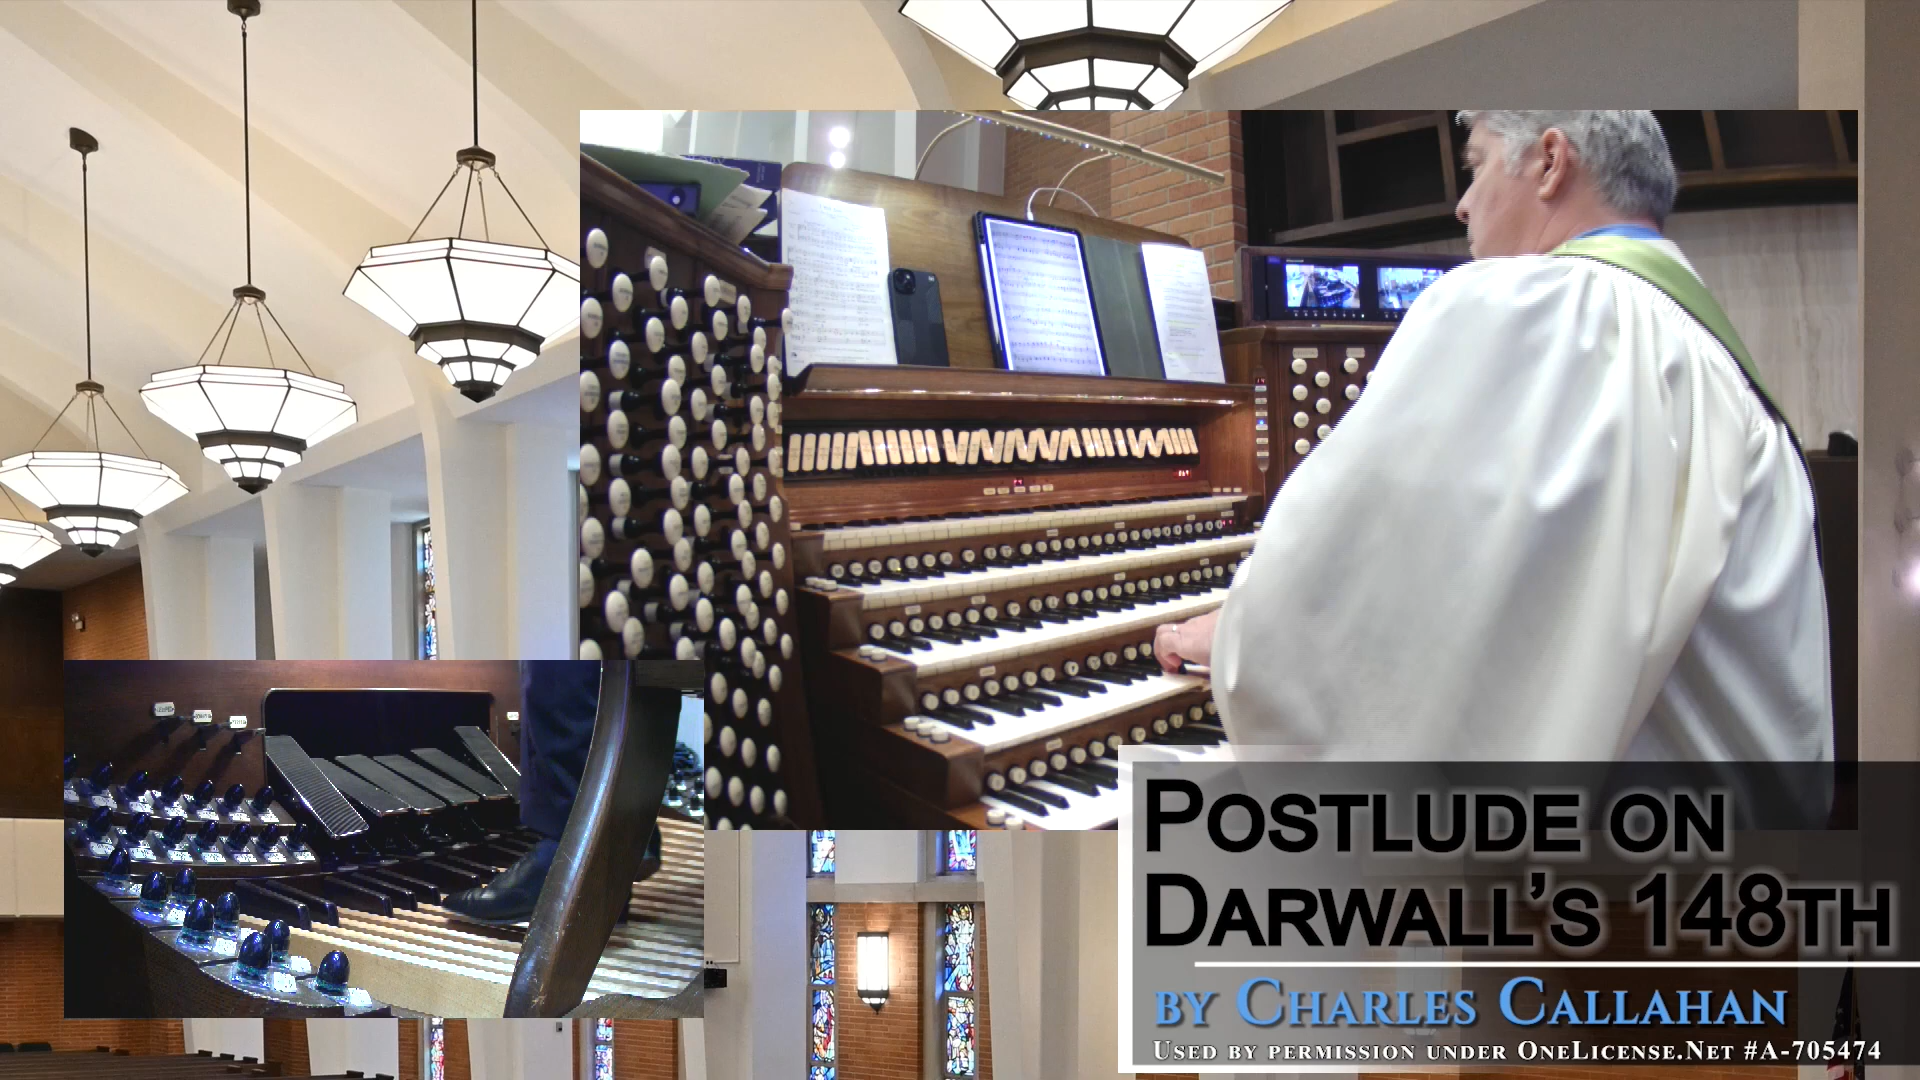 Postlude on
Darwall's 148th
by Charles Callahan
Used by permission under OneLicense.Net #A-705474